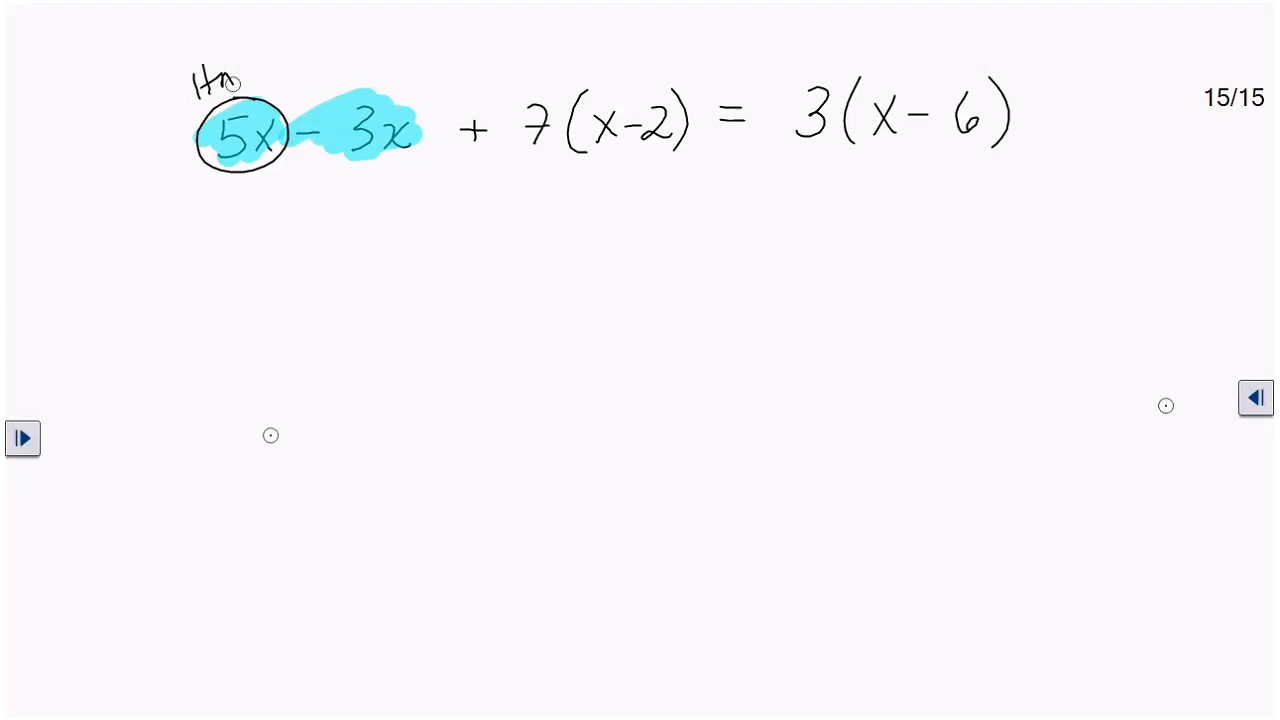 5x - 3x + 7(x-2) = 3(x-6)
15/15